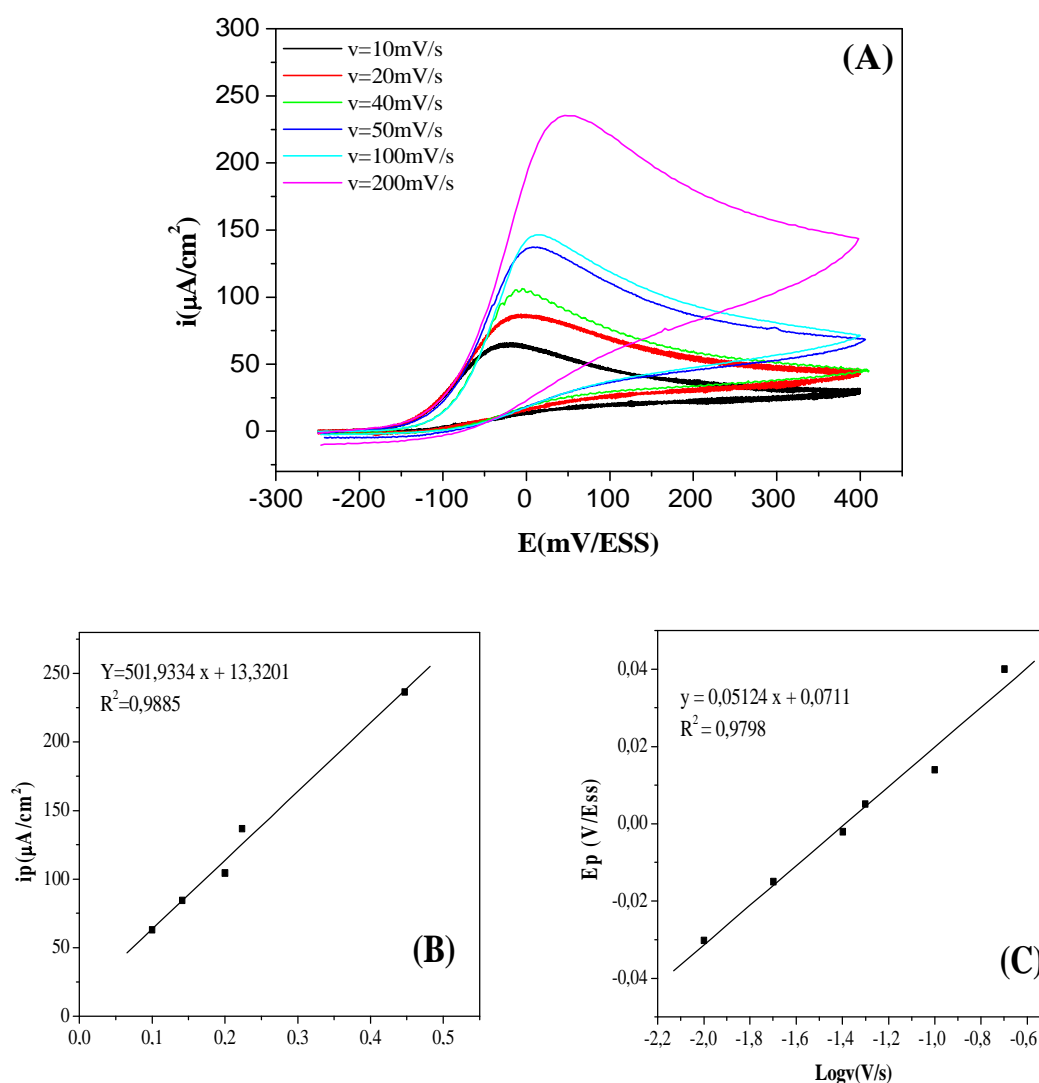 (A)
v=10mV/s
v=20mV/s
v=40mV/s
v=50mV/s
v=100mV/s
v=200mV/s
300
250
200
150
100
50
0
i(µA/cm²)
-300 -200 -100 0 100 200 300 400
E(mV/ESS)
Y=501,9334 x + 13,3201
R²=0,9885
250
200
150
100
50
0
ip(µA/cm²)
(B)
0.0 0.1 0.2 0.3 0.4 0.5
y = 0,05124 x + 0,0711
R² = 0,9798
0,04
0,02
0,00
-0,02
-0,04
Ep (V/Ess)
(C)
-2,2 -2,0 -1,8 -1,6 -1,4 -1,2 -1,0 -0,8 -0,6
Logv(V/s)